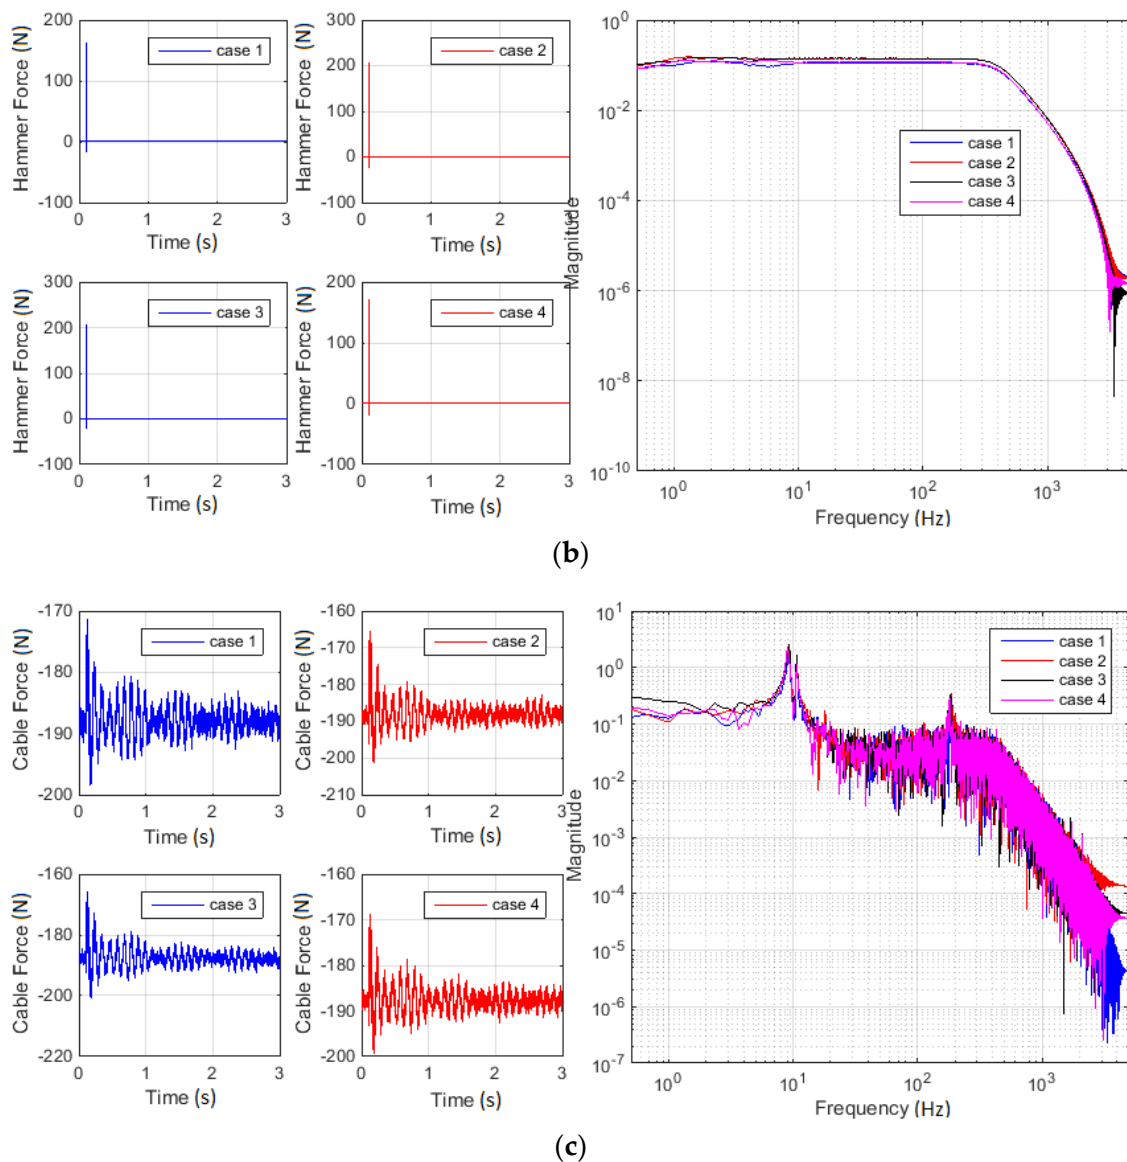 Hammer Force (N)
200
100
0
-100
case 1
0
1
2
3
Time (s)
Hammer Force (N)
300
200
100
0
-100
case 2
0
1
2
3
Time (s)
Hammer Force (N)
300
200
100
0
-100
case 3
0
1
2
3
Time (s)
Hammer Force (N)
200
100
0
-100
case 4
0
1
2
3
Time (s)
Magnitude
10^0
10^-2
10^-4
10^-6
10^-8
10^-10
case 1
case 2
case 3
case 4
10^0
10^1
10^2
10^3
Frequency (Hz)
(b)
Cable Force (N)
-170
-180
-190
-200
case 1
0
1
2
3
Time (s)
Cable Force (N)
-160
-170
-180
-190
-200
-210
case 2
0
1
2
3
Time (s)
Cable Force (N)
-160
-180
-200
-220
case 3
0
1
2
3
Time (s)
Cable Force (N)
-160
-170
-180
-190
-200
case 4
0
1
2
3
Time (s)
Magnitude
10^1
10^0
10^-1
10^-2
10^-3
10^-4
10^-5
10^-6
10^-7
case 1
case 2
case 3
case 4
10^0
10^1
10^2
10^3
Frequency (Hz)
(c)